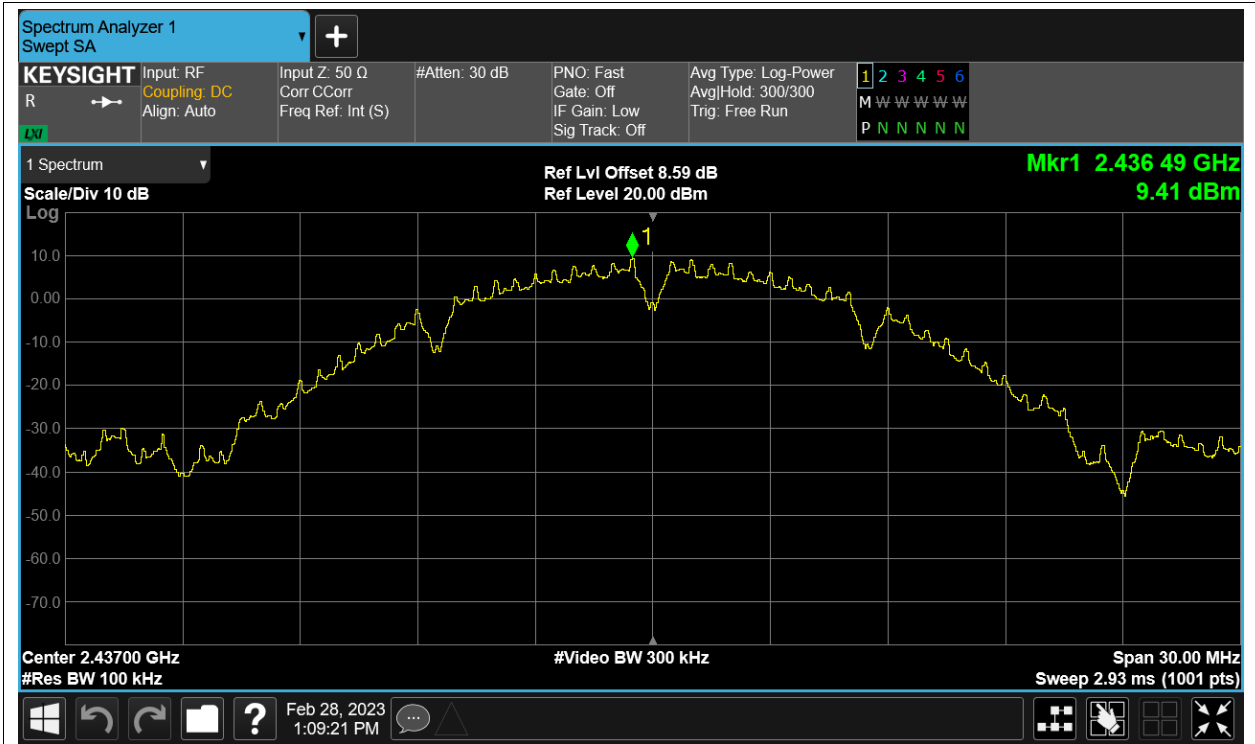 Spectrum Analyzer 1
Swept SA
KEYSIGHT
R
LXI
Input: RF
Coupling: DC
Align: Auto
Input Z: 50 Ω
Corr CCorr
Freq Ref: Int (S)
#Atten: 30 dB
PNO: Fast
Gate: Off
IF Gain: Low
Sig Track: Off
Avg Type: Log-Power
Avg|Hold: 300/300
Trig: Free Run
1 2 3 4 5 6
M W W W W W
P N N N N N
1 Spectrum
Scale/Div 10 dB
Log
Ref Lvl Offset 8.59 dB
Ref Level 20.00 dBm
Mkr1 2.436 49 GHz
9.41 dBm
1
10.0
0.00
-10.0
-20.0
-30.0
-40.0
-50.0
-60.0
-70.0
Center 2.43700 GHz
#Res BW 100 kHz
#Video BW 300 kHz
Span 30.00 MHz
Sweep 2.93 ms (1001 pts)
?
Feb 28, 2023
1:09:21 PM